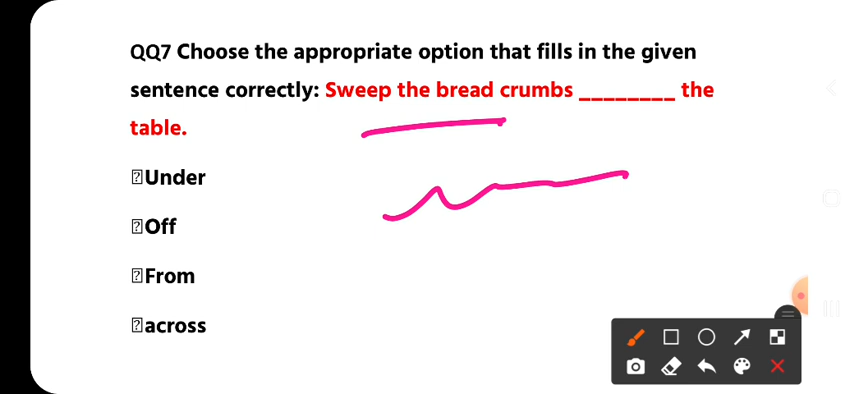 QQ7 Choose the appropriate option that fills in the given
sentence correctly: Sweep the bread crumbs ________ the
table.
Under
Off
From
across